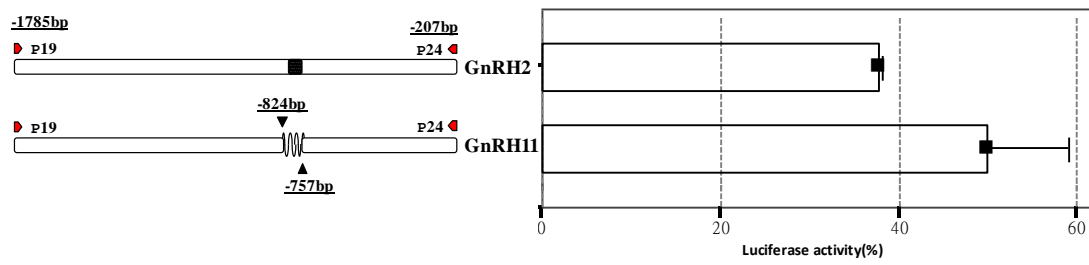 -1785bp
-207bp
P19
P24
GnRH2
-824bp
P19
P24
GnRH11
-757bp
0
20
40
60
Luciferase activity(%)